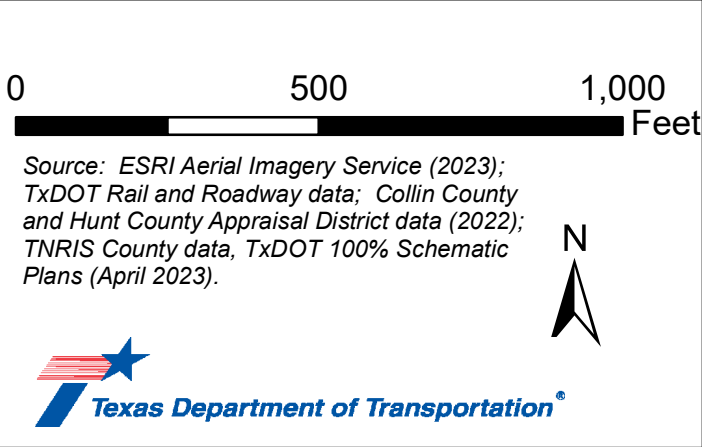 0 500 1,000
Feet
Source:  ESRI Aerial Imagery Service (2023);
TxDOT Rail and Roadway data;  Collin County
and Hunt County Appraisal District data (2022);
TNRIS County data, TxDOT 100% Schematic
Plans (April 2023).
N
Texas Department of Transportation®